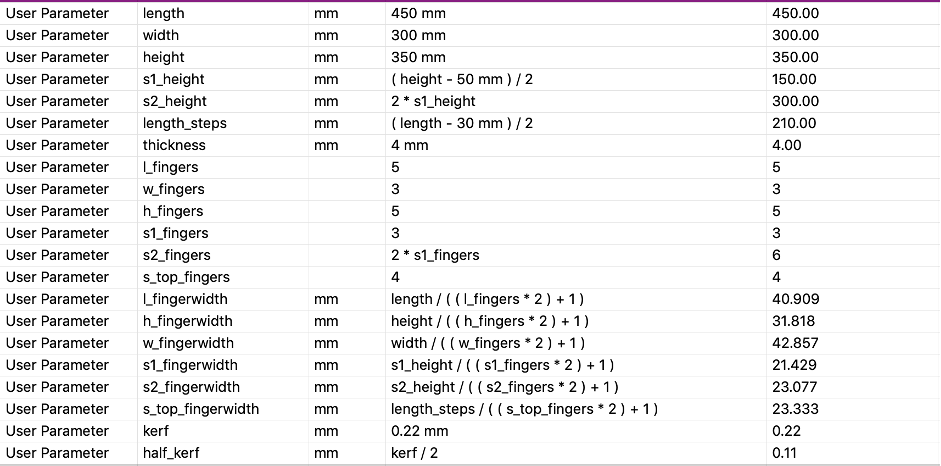 User Parameter length mm 450 mm 450.00
User Parameter width mm 300 mm 300.00
User Parameter height mm 350 mm 350.00
User Parameter s1_height mm ( height - 50 mm ) / 2 150.00
User Parameter s2_height mm 2 * s1_height 300.00
User Parameter length_steps mm ( length - 30 mm ) / 2 210.00
User Parameter thickness mm 4 mm 4.00
User Parameter l_fingers 5 5
User Parameter w_fingers 3 3
User Parameter h_fingers 5 5
User Parameter s1_fingers 3 3
User Parameter s2_fingers 2 * s1_fingers 6
User Parameter s_top_fingers 4 4
User Parameter l_fingerwidth mm length / ( ( l_fingers * 2 ) + 1 ) 40.909
User Parameter h_fingerwidth mm height / ( ( h_fingers * 2 ) + 1 ) 31.818
User Parameter w_fingerwidth mm width / ( ( w_fingers * 2 ) + 1 ) 42.857
User Parameter s1_fingerwidth mm s1_height / ( ( s1_fingers * 2 ) + 1 ) 21.429
User Parameter s2_fingerwidth mm s2_height / ( ( s2_fingers * 2 ) + 1 ) 23.077
User Parameter s_top_fingerwidth mm length_steps / ( ( s_top_fingers * 2 ) + 1 ) 23.333
User Parameter kerf mm 0.22 mm 0.22
User Parameter half_kerf mm kerf / 2 0.11